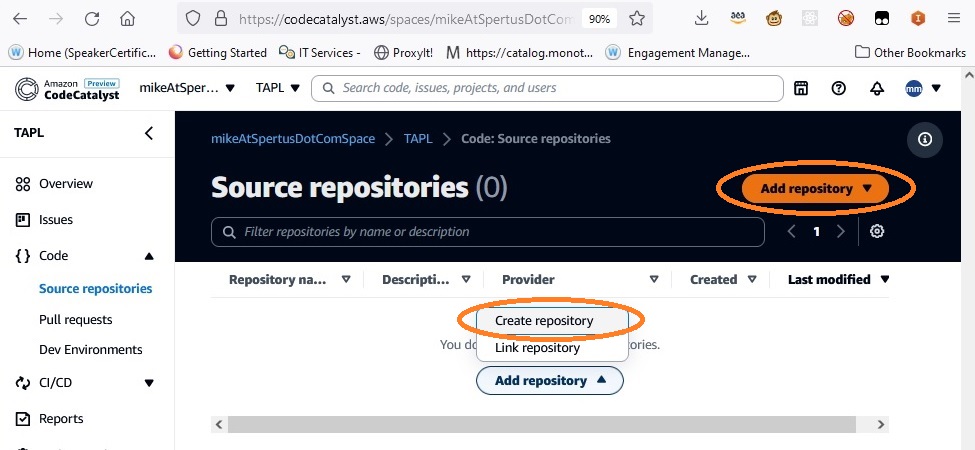 https://codecatalyst.aws/spaces/mikeAtSpertusDotCom
90%
aea
Home (SpeakerCertific...
Getting Started
IT Services -
ProxyIt!
https://catalog.monot...
Engagement Manage...
Other Bookmarks
Amazon Preview
CodeCatalyst
mikeAtSper...
TAPL
Search code, issues, projects, and users
mm
TAPL
Overview
Issues
Code
Source repositories
Pull requests
Dev Environments
CI/CD
Reports
mikeAtSpertusDotComSpace
TAPL
Code: Source repositories
Source repositories (0)
Add repository
Filter repositories by name or description
1
Repository na...
Descripti...
Provider
Created
Last modified
Create repository
You do
ories.
Link repository
Add repository